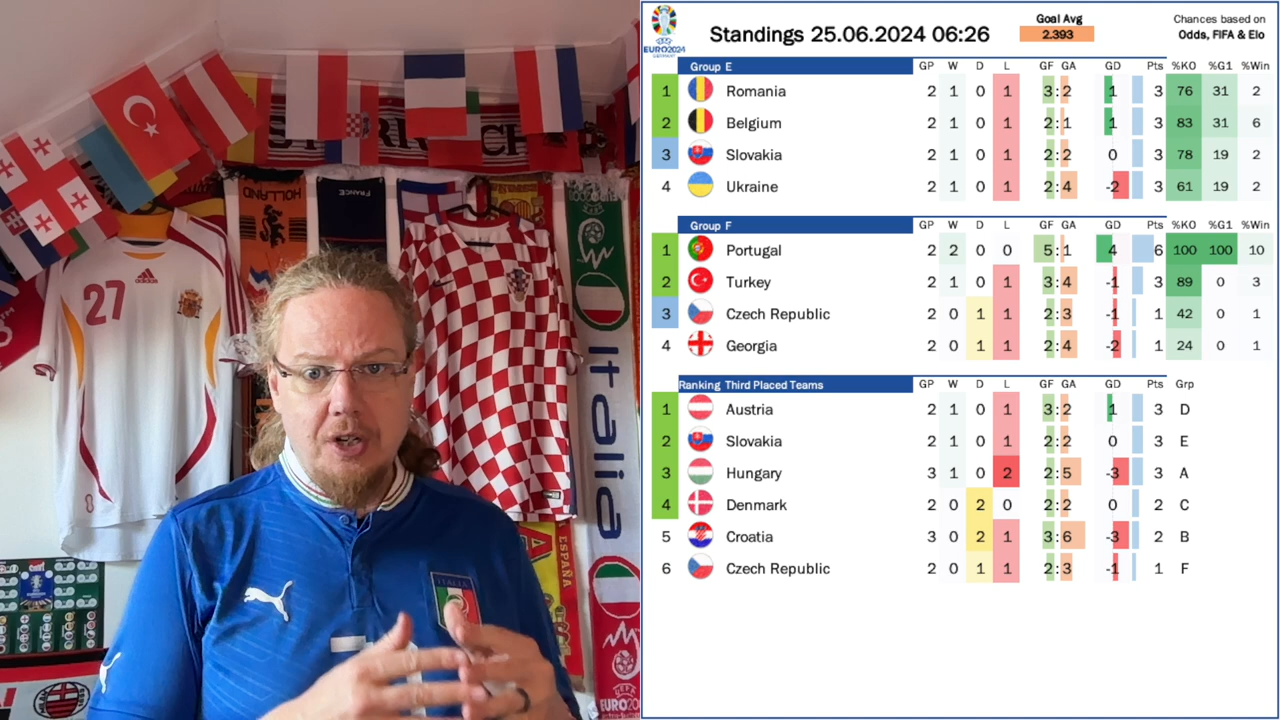 HOLLAND
FRANCE
27
Italia
ESPAÑA
ITALIA
MILAN
UEFA
EURO2024
GERMANY
Standings 25.06.2024 06:26
Goal Avg
2.393
Chances based on
Odds, FIFA & Elo
Group E GP W D L GF GA GD Pts %KO %G1 %Win
1 Romania 2 1 0 1 3:2 1 3 76 31 2
2 Belgium 2 1 0 1 2:1 1 3 83 31 6
3 Slovakia 2 1 0 1 2:2 0 3 78 19 2
4 Ukraine 2 1 0 1 2:4 -2 3 61 19 2
Group F GP W D L GF GA GD Pts %KO %G1 %Win
1 Portugal 2 2 0 0 5:1 4 6 100 100 10
2 Turkey 2 1 0 1 3:4 -1 3 89 0 3
3 Czech Republic 2 0 1 1 2:3 -1 1 42 0 1
4 Georgia 2 0 1 1 2:4 -2 1 24 0 1
Ranking Third Placed Teams GP W D L GF GA GD Pts Grp
1 Austria 2 1 0 1 3:2 1 3 D
2 Slovakia 2 1 0 1 2:2 0 3 E
3 Hungary 3 1 0 2 2:5 -3 3 A
4 Denmark 2 0 2 0 2:2 0 2 C
5 Croatia 3 0 2 1 3:6 -3 2 B
6 Czech Republic 2 0 1 1 2:3 -1 1 F